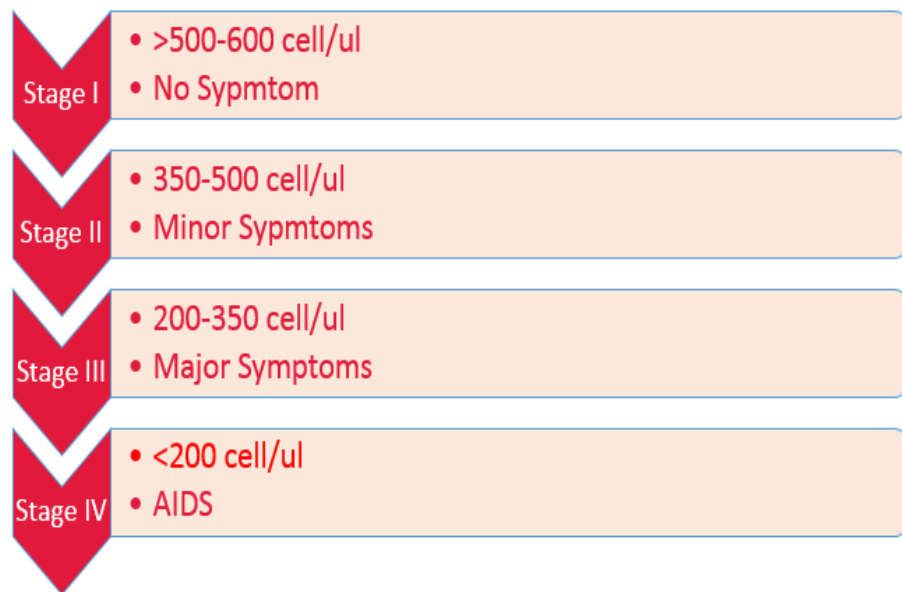 Stage I
• >500-600 cell/ul
• No Sypmtom
Stage II
• 350-500 cell/ul
• Minor Sypmtoms
Stage III
• 200-350 cell/ul
• Major Symptoms
Stage IV
• <200 cell/ul
• AIDS